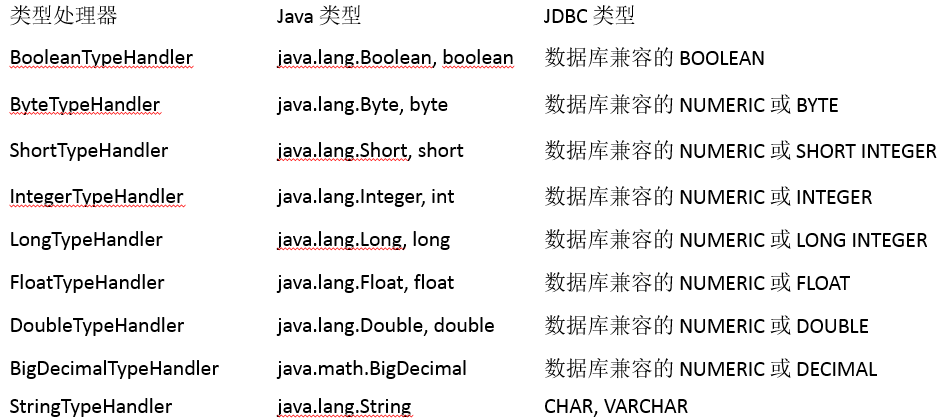 类型处理器 Java 类型 JDBC 类型
BooleanTypeHandler java.lang.Boolean, boolean 数据库兼容的 BOOLEAN
ByteTypeHandler java.lang.Byte, byte 数据库兼容的 NUMERIC 或 BYTE
ShortTypeHandler java.lang.Short, short 数据库兼容的 NUMERIC 或 SHORT INTEGER
IntegerTypeHandler java.lang.Integer, int 数据库兼容的 NUMERIC 或 INTEGER
LongTypeHandler java.lang.Long, long 数据库兼容的 NUMERIC 或 LONG INTEGER
FloatTypeHandler java.lang.Float, float 数据库兼容的 NUMERIC 或 FLOAT
DoubleTypeHandler java.lang.Double, double 数据库兼容的 NUMERIC 或 DOUBLE
BigDecimalTypeHandler java.math.BigDecimal 数据库兼容的 NUMERIC 或 DECIMAL
StringTypeHandler java.lang.String CHAR, VARCHAR